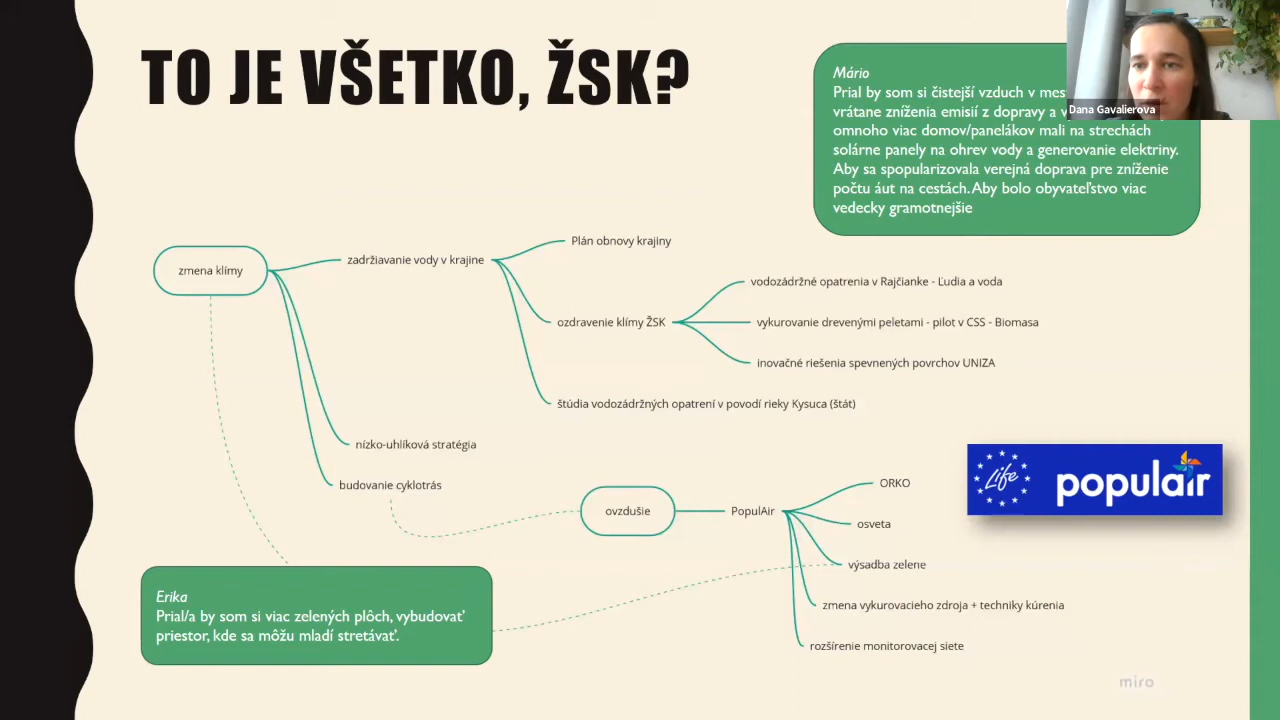 TO JE VŠETKO, ŽSK?
Mário
Prial by som si čistejší vzduch v
vrátane zníženia emisií z dopravy a
omnoho viac domov/panelákov mali na strechách
solárne panely na ohrev vody a generovanie elektriny.
Aby sa spopularizovala verejná doprava pre zníženie
počtu áut na cestách. Aby bolo obyvateľstvo viac
vedecky gramotnejšie
Dana Gavalierova
zmena klímy
zadržiavanie vody v krajine
Plán obnovy krajiny
ozdravenie klímy ŽSK
vodozádržné opatrenia v Rajčianke - Ľudia a voda
vykurovanie drevenými peletami - pilot v CSS - Biomasa
inovačné riešenia spevnených povrchov UNIZA
štúdia vodozádržných opatrení v povodí rieky Kysuca (štát)
nízko-uhlíková stratégia
budovanie cyklotrás
ovzdušie
PopulAir
ORKO
osveta
výsadba zelene
zmena vykurovacieho zdroja + techniky kúrenia
rozšírenie monitorovacej siete
Life
populair
Erika
Prial/a by som si viac zelených plôch, vybudovať
priestor, kde sa môžu mladí stretávať.
miro